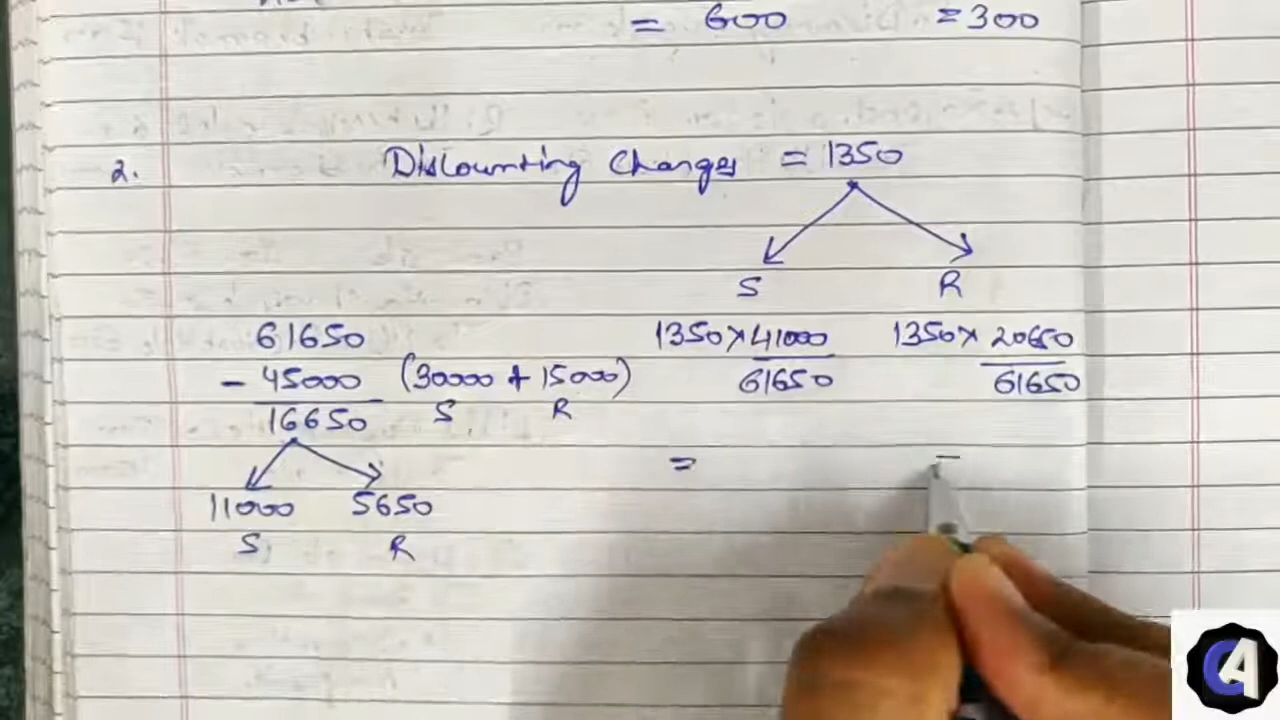 = 600 = 300
2. Discounting Charges = 1350
S R
61650 1350 × 41000/61650 1350 × 20650/61650
- 45000 (30000 + 15000)
16650 S R
= =
11000 5650
S R
CA